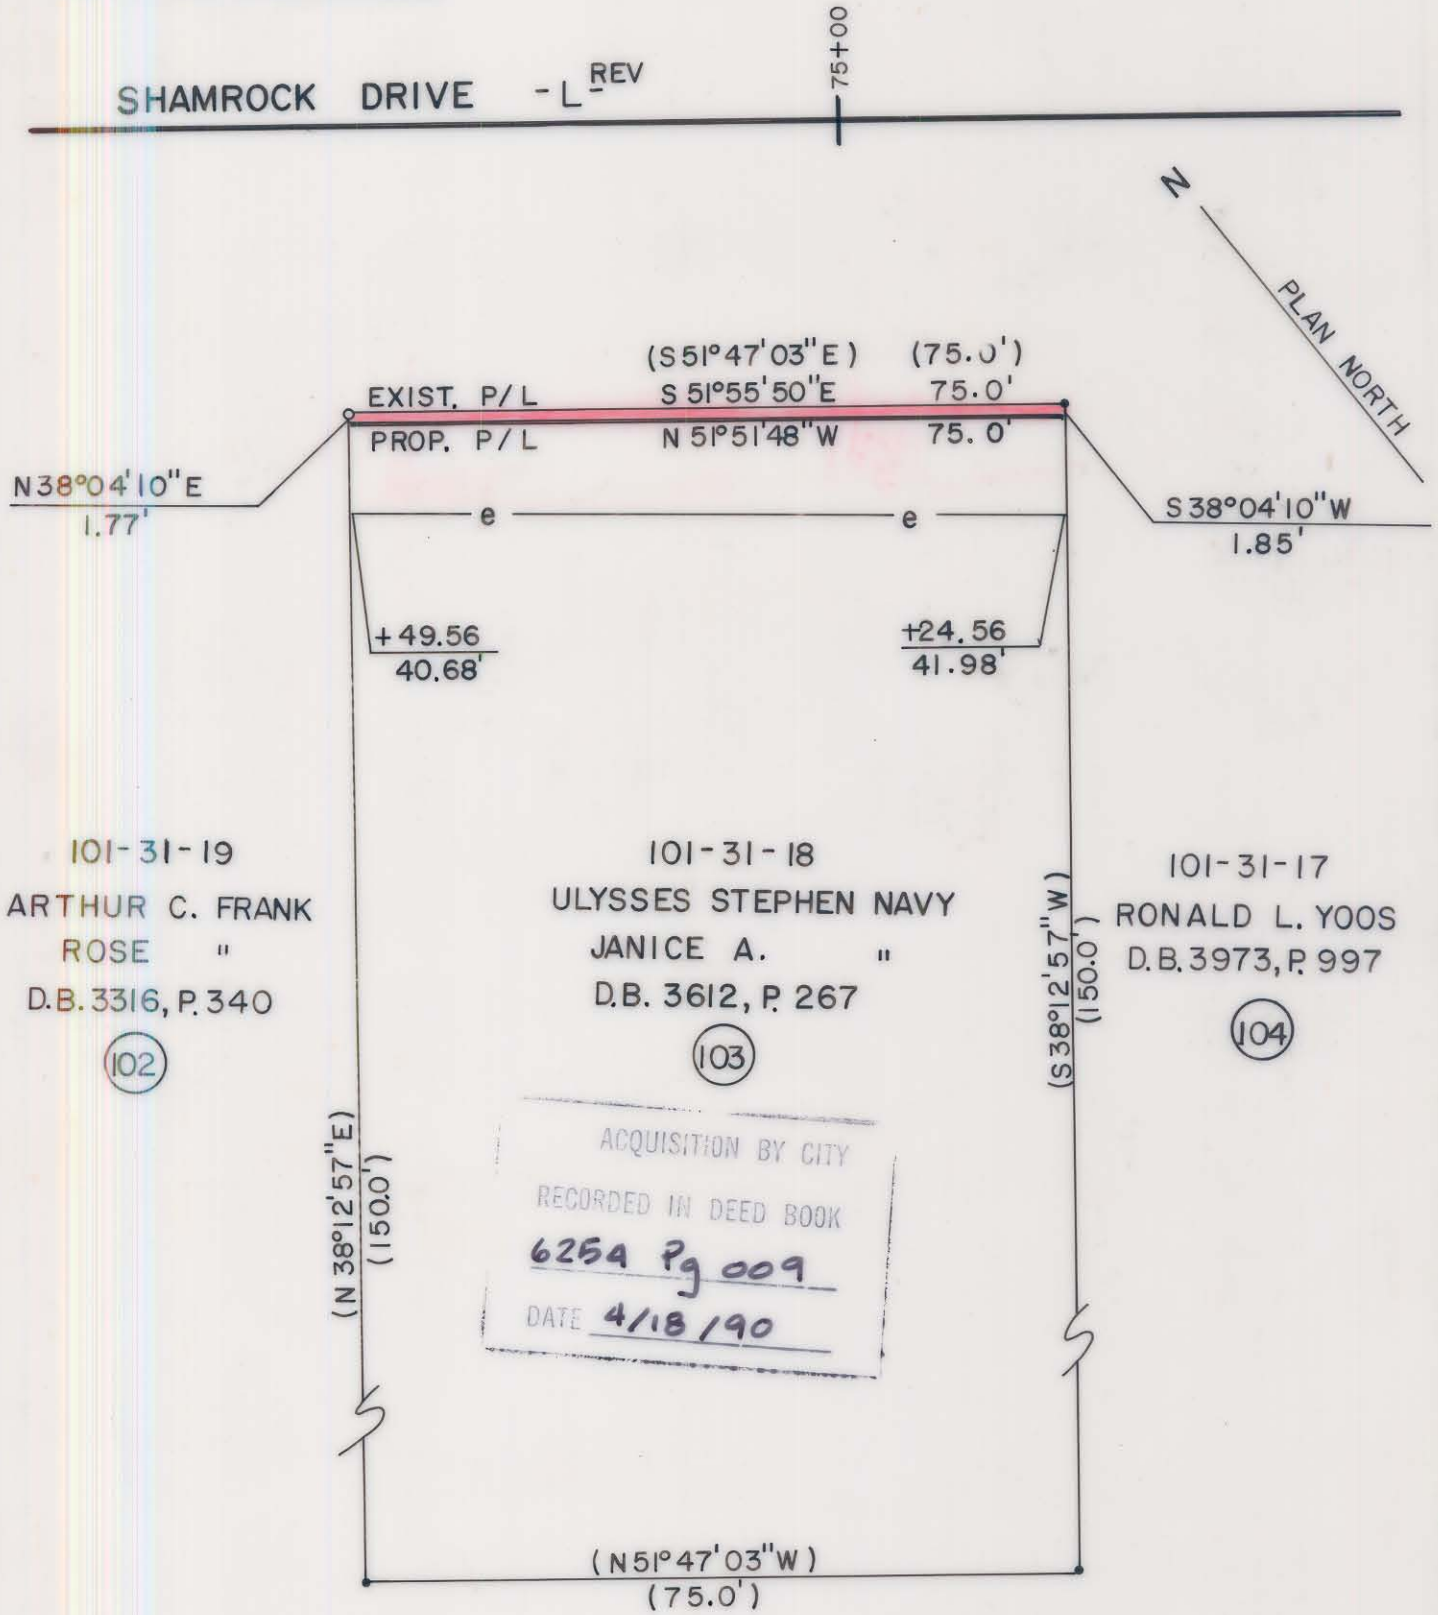 75+00
SHAMROCK DRIVE -L-REV
N
PLAN NORTH
(S51°47'03"E) (75.0')
EXIST. P/L S 51°55'50"E 75.0'
PROP. P/L N 51°51'48"W 75.0'
N38°04'10"E
1.77'
S38°04'10"W
1.85'
e e
+49.56
40.68'
+24.56
41.98'
101-31-19
ARTHUR C. FRANK
ROSE "
D.B. 3316, P. 340
102
101-31-18
ULYSSES STEPHEN NAVY
JANICE A. "
D.B. 3612, P. 267
103
(S38°12'57"W)
(150.0')
101-31-17
RONALD L. YOOS
D.B. 3973, P. 997
104
(N38°12'57"E)
(150.0')
ACQUISITION BY CITY
RECORDED IN DEED BOOK
6259 Pg 009
DATE 4/18/90
(N51°47'03"W)
(75.0')